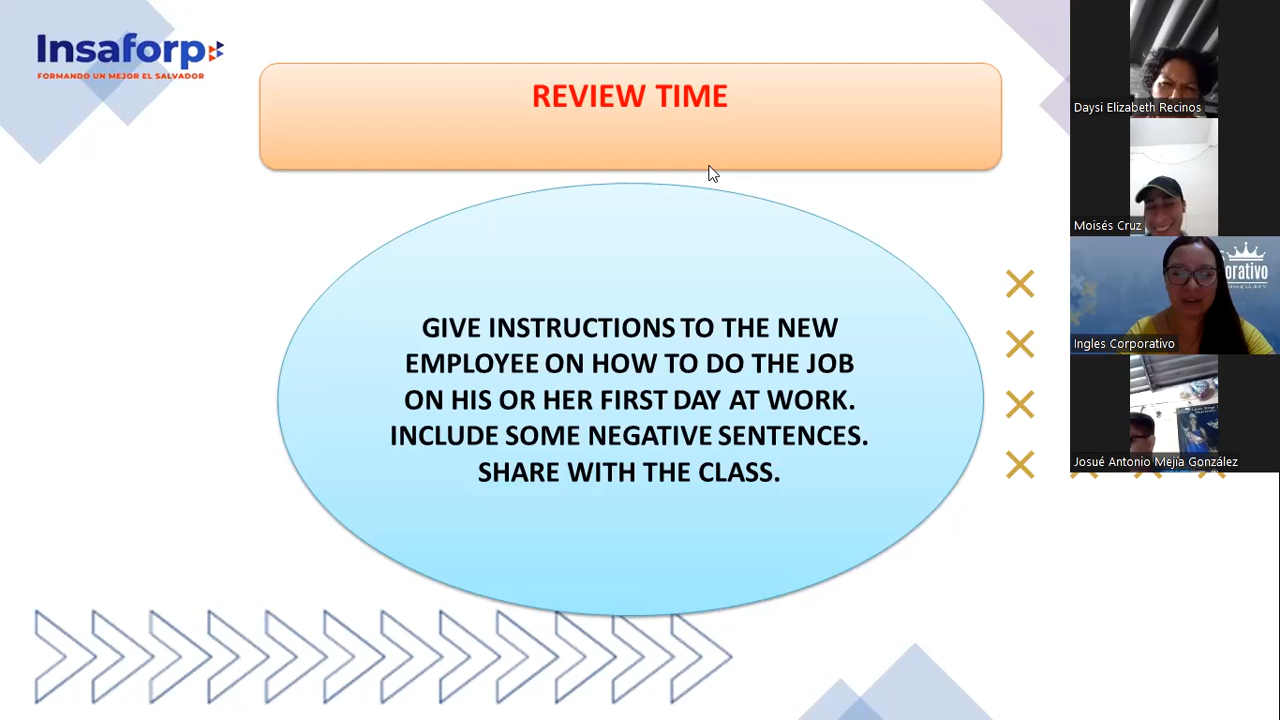 Insaforp
FORMANDO UN MEJOR EL SALVADOR
REVIEW TIME
GIVE INSTRUCTIONS TO THE NEW
EMPLOYEE ON HOW TO DO THE JOB
ON HIS OR HER FIRST DAY AT WORK.
INCLUDE SOME NEGATIVE SENTENCES.
SHARE WITH THE CLASS.
Daysi Elizabeth Recinos
Moisés Cruz
orativo
Ingles Corporativo
Josué Antonio Mejía González